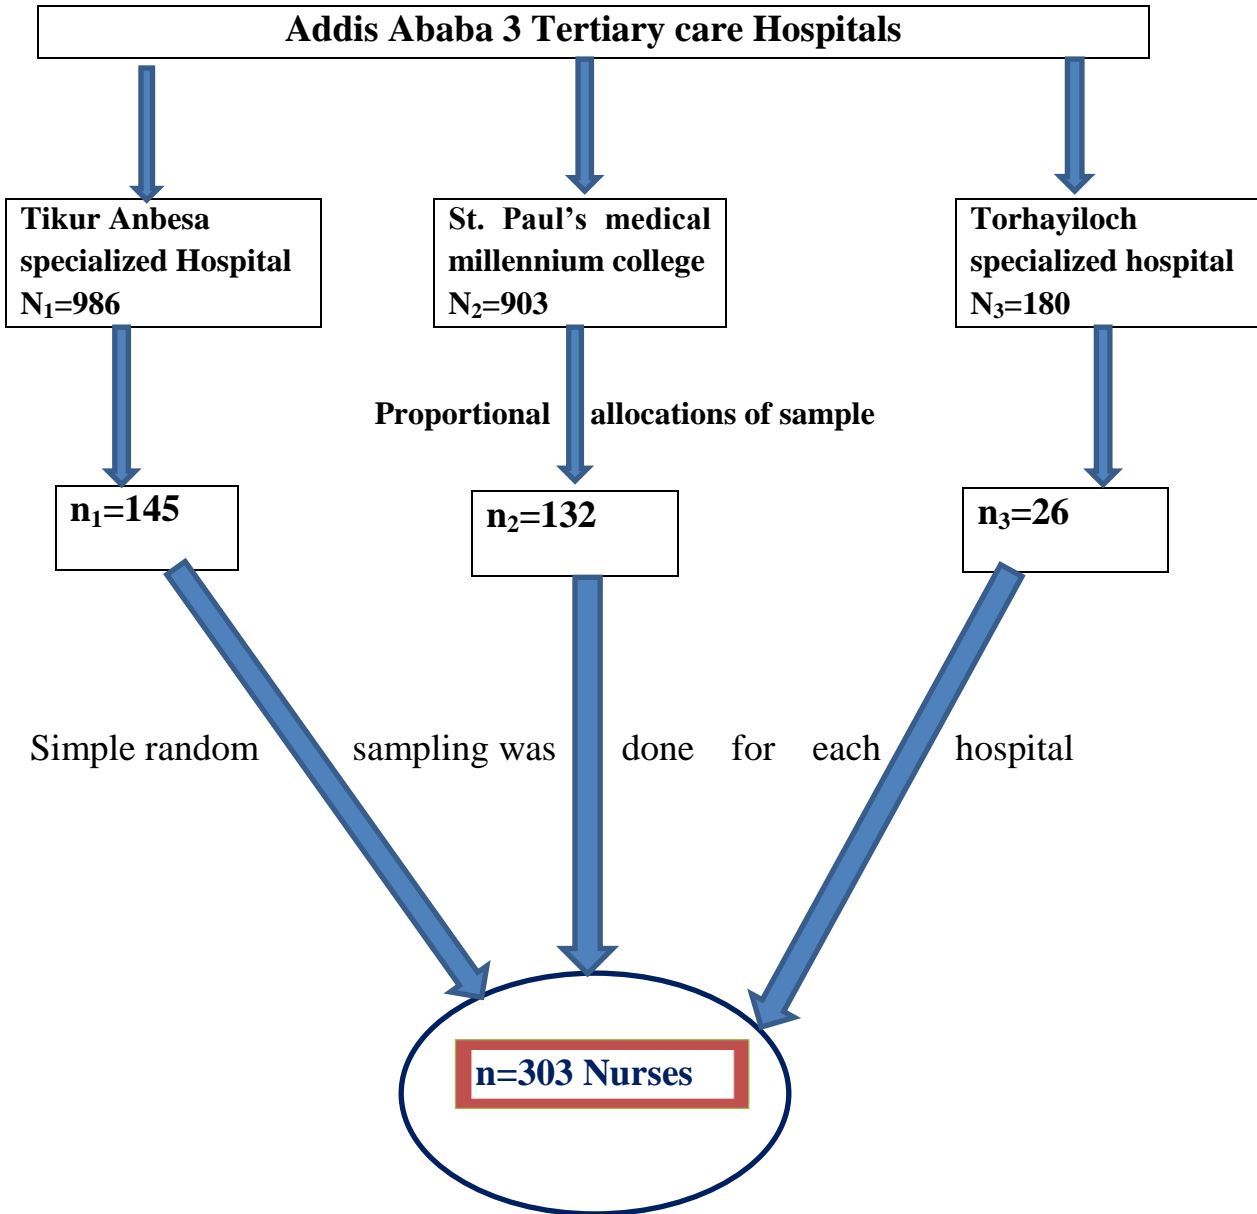 Addis Ababa 3 Tertiary care Hospitals
Tikur Anbesa
specialized Hospital
N₁=986
St. Paul’s medical
millennium college
N₂=903
Torhayiloch
specialized hospital
N₃=180
Proportional allocations of sample
n₁=145
n₂=132
n₃=26
Simple random sampling was done for each hospital
n=303 Nurses